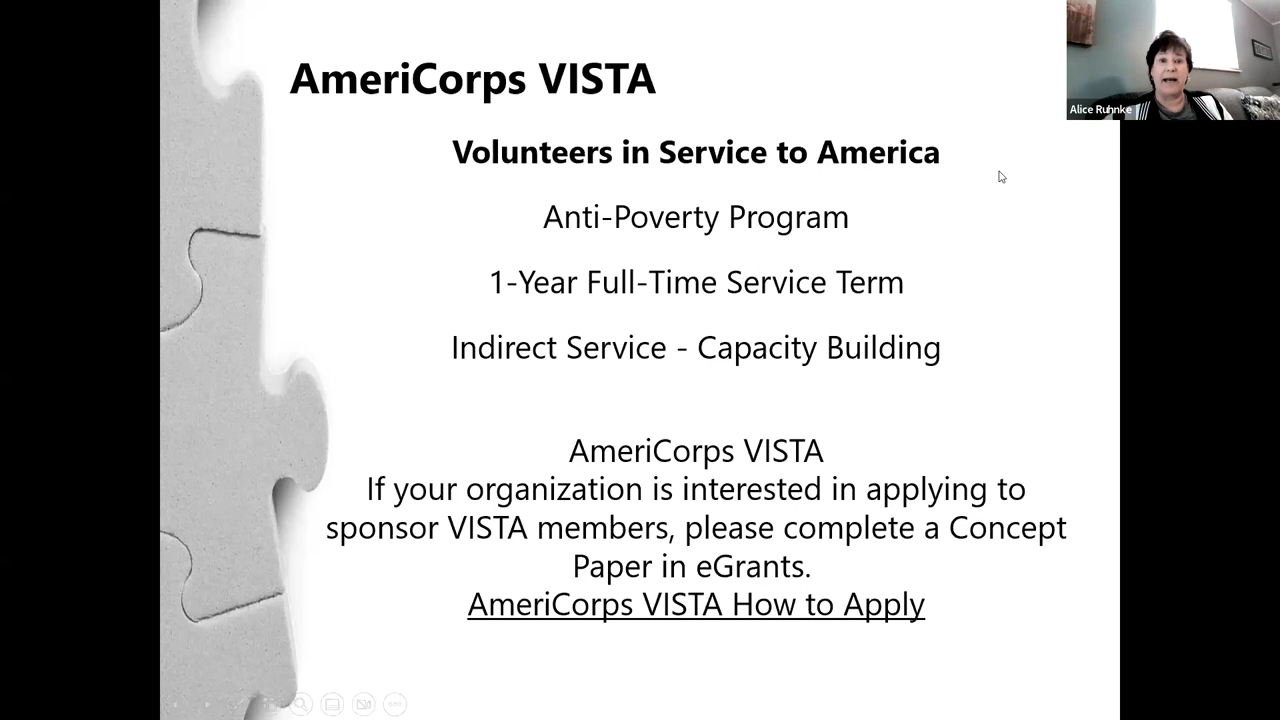 AmeriCorps VISTA
Alice Ruhnke
Volunteers in Service to America
Anti-Poverty Program
1-Year Full-Time Service Term
Indirect Service - Capacity Building
AmeriCorps VISTA
If your organization is interested in applying to
sponsor VISTA members, please complete a Concept
Paper in eGrants.
AmeriCorps VISTA How to Apply